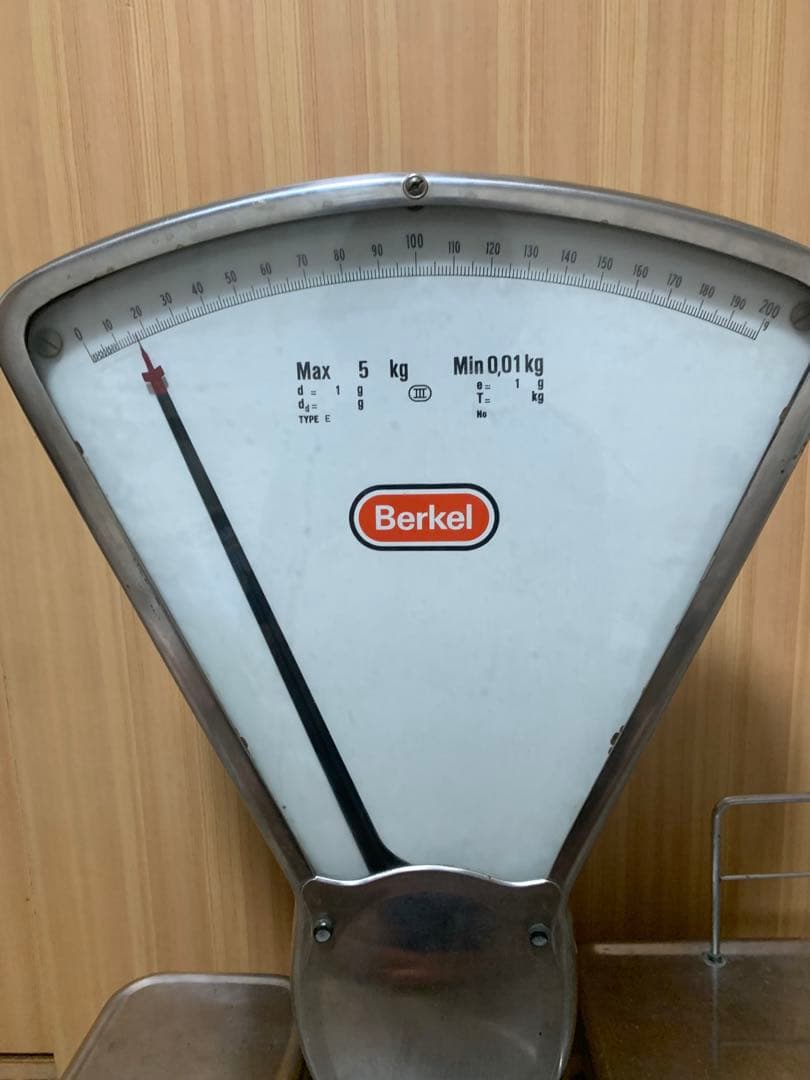 0 10 20 30 40 50 60 70 80 90 100 110 120 130 140 150 160 170 180 190 200
g
Max 5 kg Min 0,01 kg
d = 1 g e = 1 g
dd = g T = kg
III
TYPE E No
Berkel